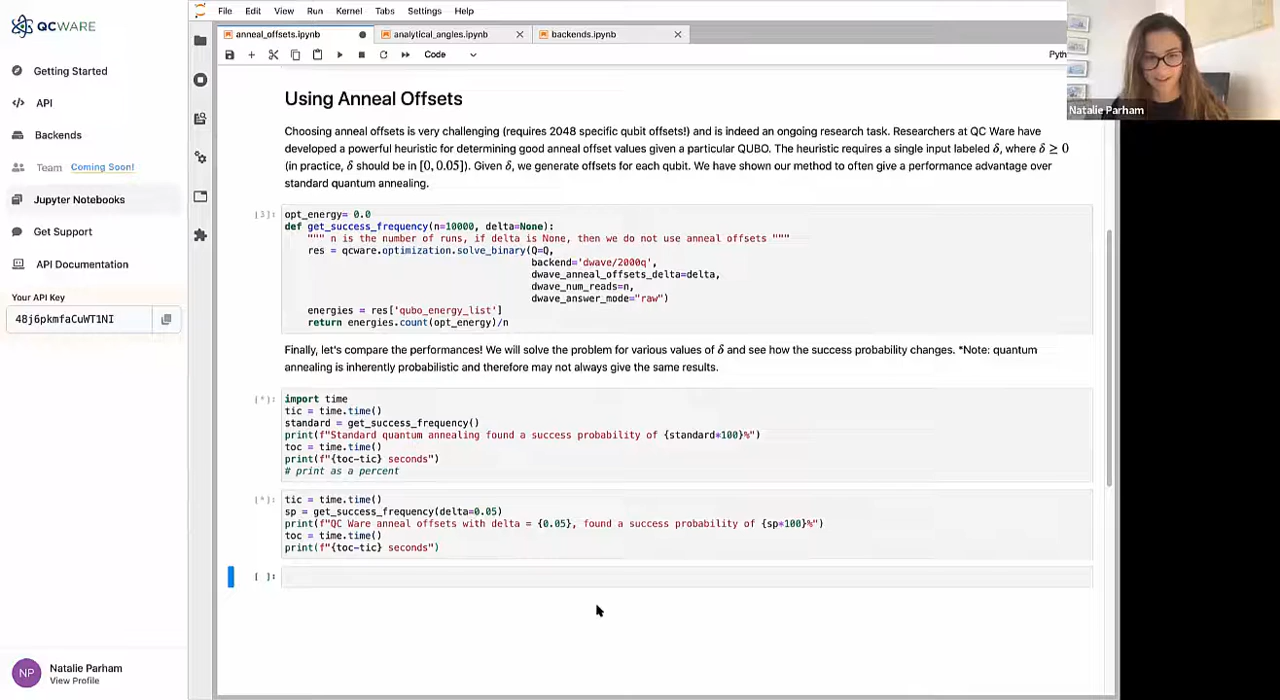 QCWARE
File Edit View Run Kernel Tabs Settings Help
anneal_offsets.ipynb
analytical_angles.ipynb
backends.ipynb
Code
Pyth
Natalie Parham
Getting Started
API
Backends
Team Coming Soon!
Jupyter Notebooks
Get Support
API Documentation
Your API Key
48j6pkmfaCuWT1NI
NP
Natalie Parham
View Profile
Using Anneal Offsets
Choosing anneal offsets is very challenging (requires 2048 specific qubit offsets!) and is indeed an ongoing research task. Researchers at QC Ware have
developed a powerful heuristic for determining good anneal offset values given a particular QUBO. The heuristic requires a single input labeled δ, where δ ≥ 0
(in practice, δ should be in [0, 0.05]). Given δ, we generate offsets for each qubit. We have shown our method to often give a performance advantage over
standard quantum annealing.
[3]:
opt_energy= 0.0
def get_success_frequency(n=10000, delta=None):
""" n is the number of runs, if delta is None, then we do not use anneal offsets """
res = qcware.optimization.solve_binary(Q=Q,
backend='dwave/2000q',
dwave_anneal_offsets_delta=delta,
dwave_num_reads=n,
dwave_answer_mode="raw")
energies = res['qubo_energy_list']
return energies.count(opt_energy)/n
Finally, let's compare the performances! We will solve the problem for various values of δ and see how the success probability changes. *Note: quantum
annealing is inherently probabilistic and therefore may not always give the same results.
[*]:
import time
tic = time.time()
standard = get_success_frequency()
print(f"Standard quantum annealing found a success probability of {standard*100}%")
toc = time.time()
print(f"{toc-tic} seconds")
# print as a percent
[*]:
tic = time.time()
sp = get_success_frequency(delta=0.05)
print(f"QC Ware anneal offsets with delta = {0.05}, found a success probability of {sp*100}%")
toc = time.time()
print(f"{toc-tic} seconds")
[ ]: